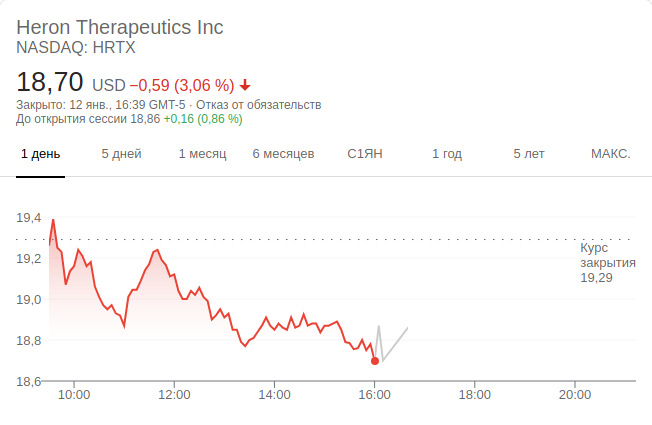 Heron Therapeutics Inc
NASDAQ: HRTX
18,70 USD −0,59 (3,06 %)
Закрыто: 12 янв., 16:39 GMT-5 · Отказ от обязательств
До открытия сессии 18,86 +0,16 (0,86 %)
1 день 5 дней 1 месяц 6 месяцев С1ЯН 1 год 5 лет МАКС.
19,4
Курс
закрытия
19,29
19,2
19,0
18,8
18,6
10:00 12:00 14:00 16:00 18:00 20:00